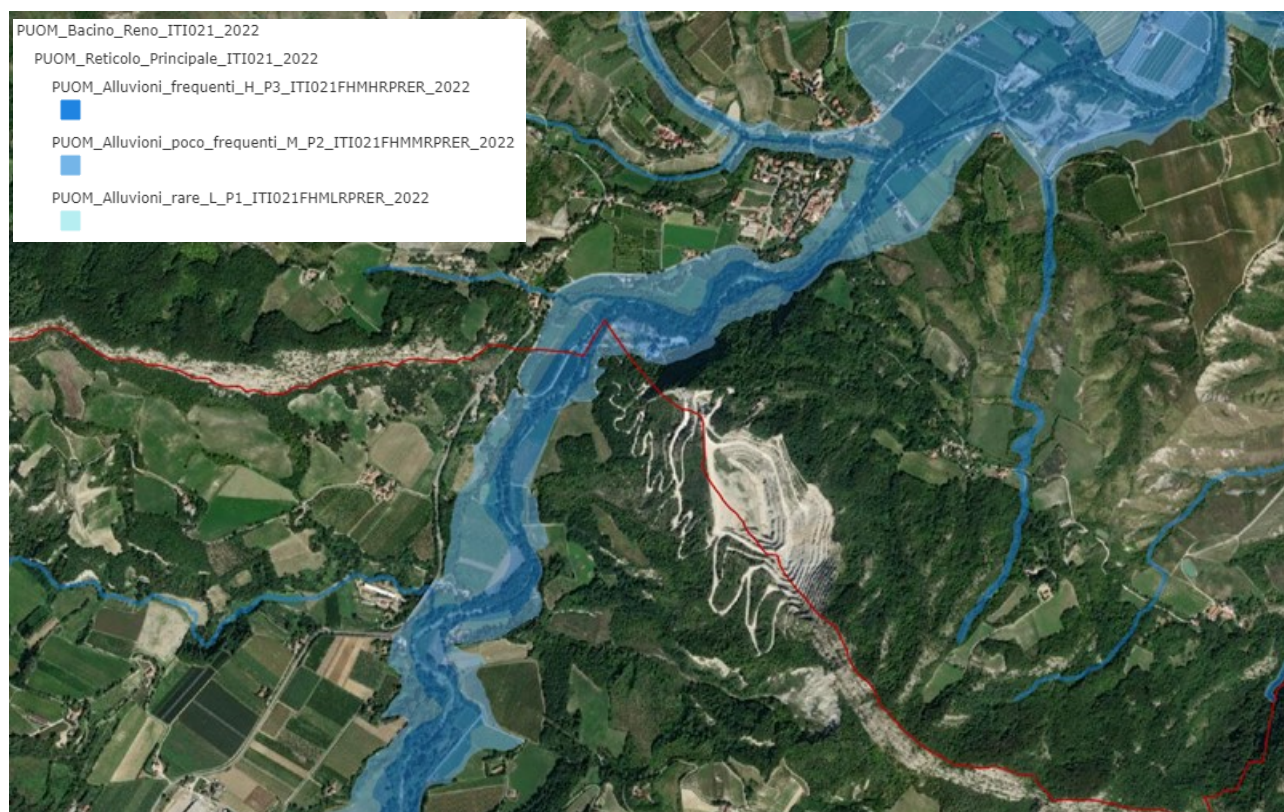 PUOM_Bacino_Reno_ITI021_2022
PUOM_Reticolo_Principale_ITI021_2022
PUOM_Alluvioni_frequenti_H_P3_ITI021FHMHRPRER_2022
PUOM_Alluvioni_poco_frequenti_M_P2_ITI021FHMMRPRER_2022
PUOM_Alluvioni_rare_L_P1_ITI021FHMLRPRER_2022